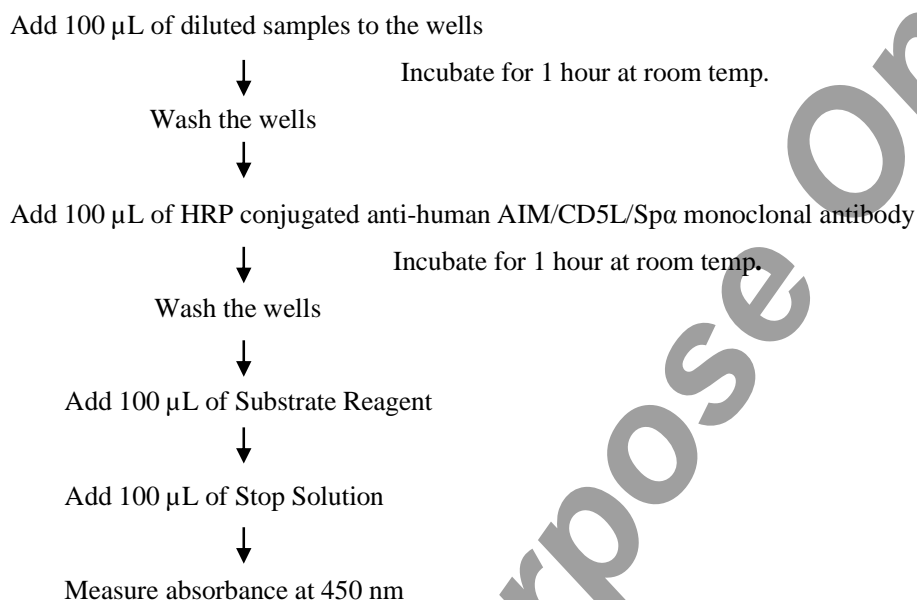 Add 100 µL of diluted samples to the wells
Incubate for 1 hour at room temp.
Wash the wells
Add 100 µL of HRP conjugated anti-human AIM/CD5L/Spα monoclonal antibody
Incubate for 1 hour at room temp.
Wash the wells
Add 100 µL of Substrate Reagent
Add 100 µL of Stop Solution
Measure absorbance at 450 nm
rpose On